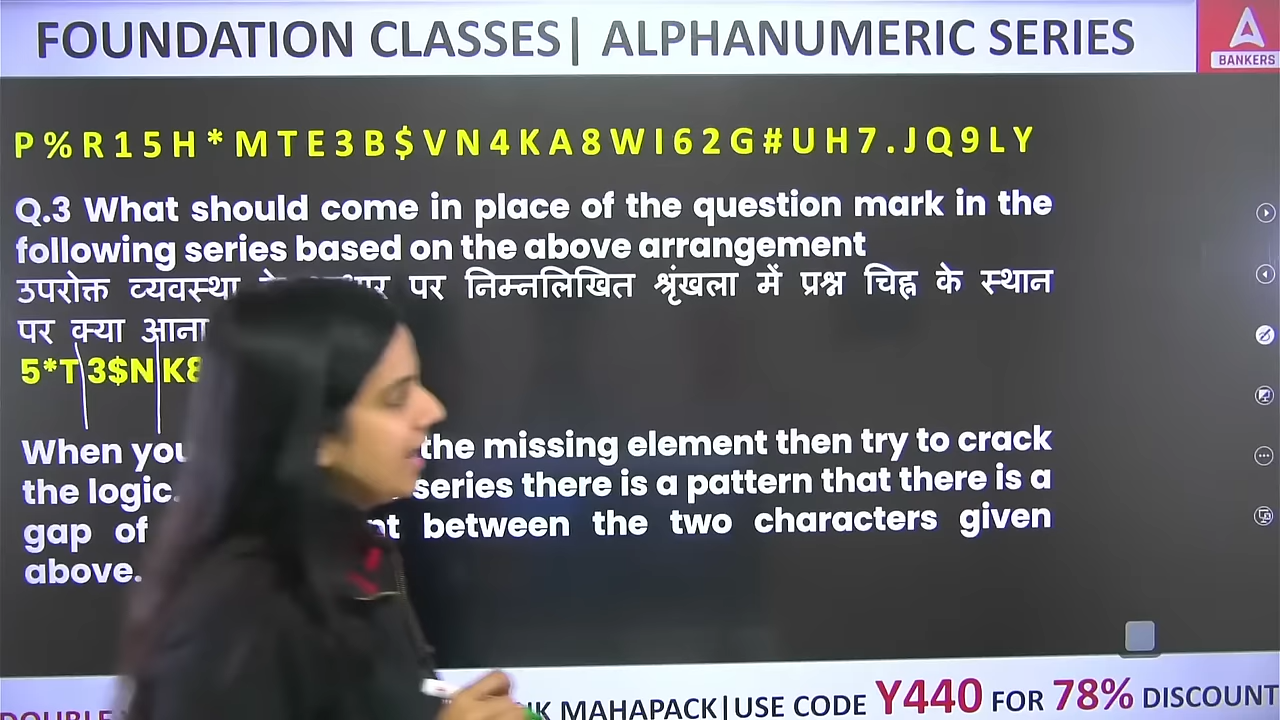 FOUNDATION CLASSES| ALPHANUMERIC SERIES
BANKERS
P % R 1 5 H * M T E 3 B $ V N 4 K A 8 W I 6 2 G # U H 7 . J Q 9 L Y
Q.3 What should come in place of the question mark in the
following series based on the above arrangement
उपरोक्त व्यवस्था पर निम्नलिखित श्रृंखला में प्रश्न चिह्न के स्थान
पर क्या आना
5*T 3$N K8
When you the missing element then try to crack
the logic. series there is a pattern that there is a
gap of between the two characters given
above.
DOUBLE MAHAPACK|USE CODE Y440 FOR 78% DISCOUNT